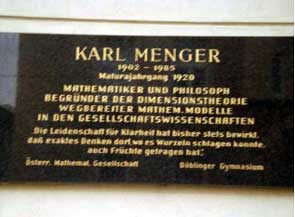 KARL MENGER
1902 – 1985
Maturajahrgang 1920
MATHEMATIKER UND PHILOSOPH
BEGRÜNDER DER DIMENSIONSTHEORIE
WEGBEREITER MATHEM. MODELLE
IN DEN GESELLSCHAFTSWISSENSCHAFTEN
„Die Leidenschaft für Klarheit hat bisher stets bewirkt,
daß exaktes Denken dort, wo es Wurzeln schlagen konnte,
auch Früchte getragen hat."
Österr. Mathemat. Gesellschaft Döblinger Gymnasium